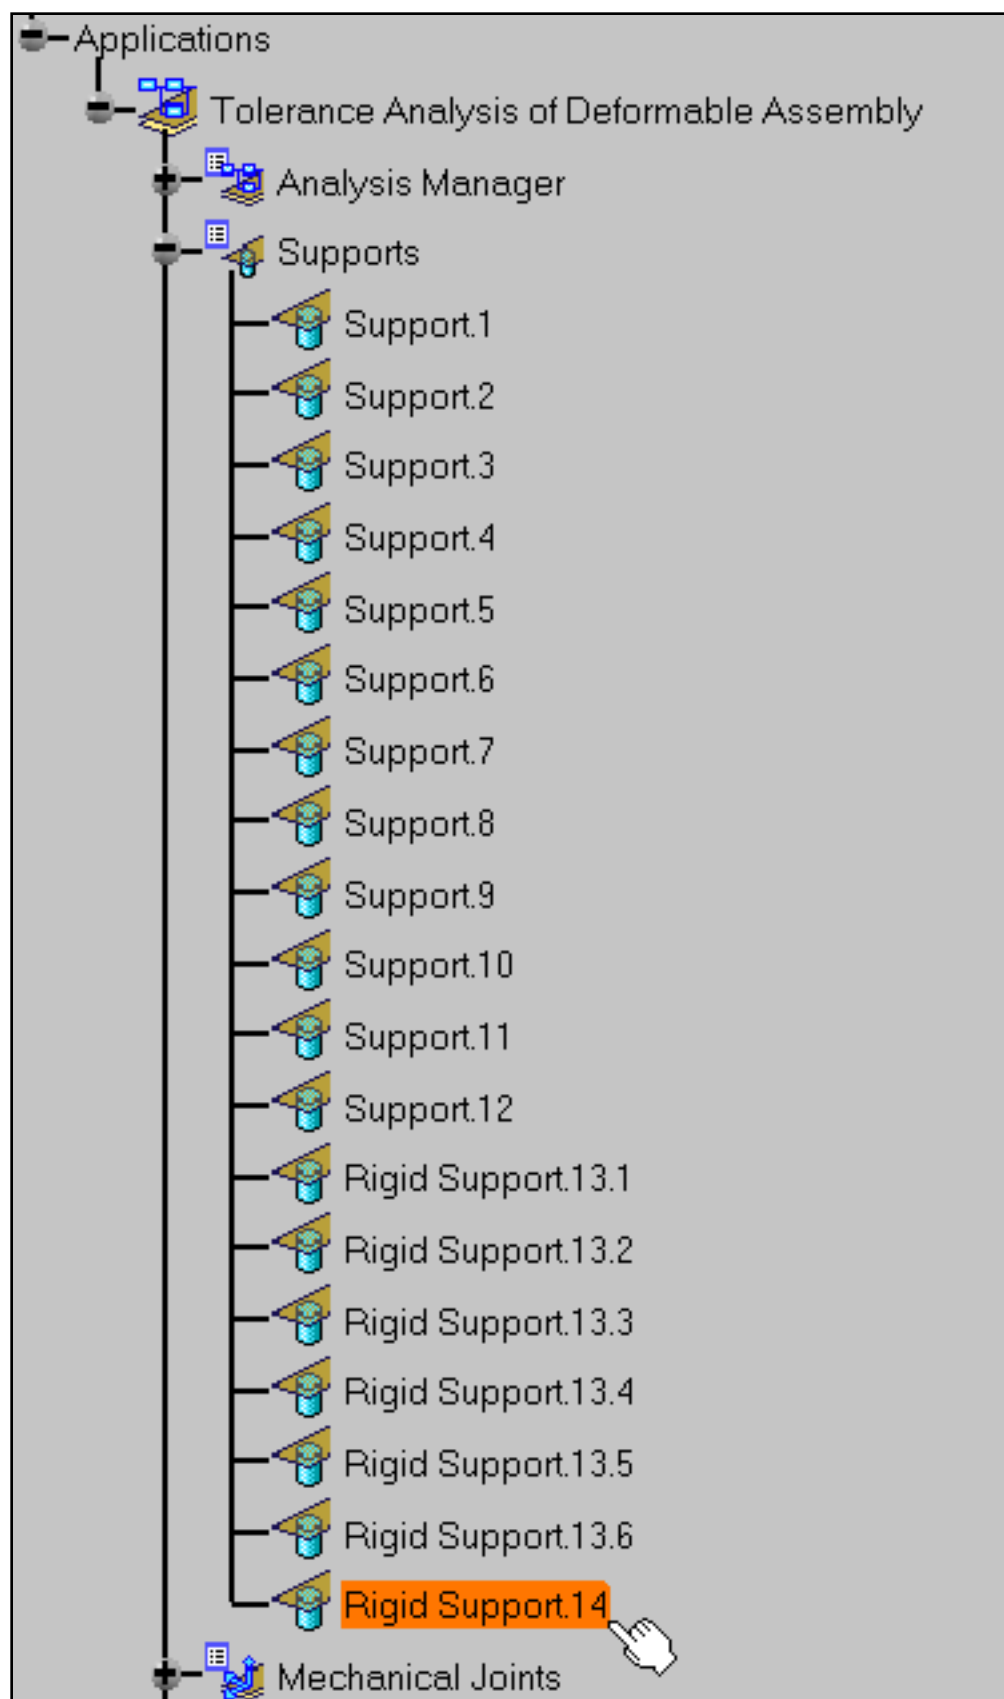 Applications
Tolerance Analysis of Deformable Assembly
Analysis Manager
Supports
Support.1
Support.2
Support.3
Support.4
Support.5
Support.6
Support.7
Support.8
Support.9
Support.10
Support.11
Support.12
Rigid Support.13.1
Rigid Support.13.2
Rigid Support.13.3
Rigid Support.13.4
Rigid Support.13.5
Rigid Support.13.6
Rigid Support.14
Mechanical Joints